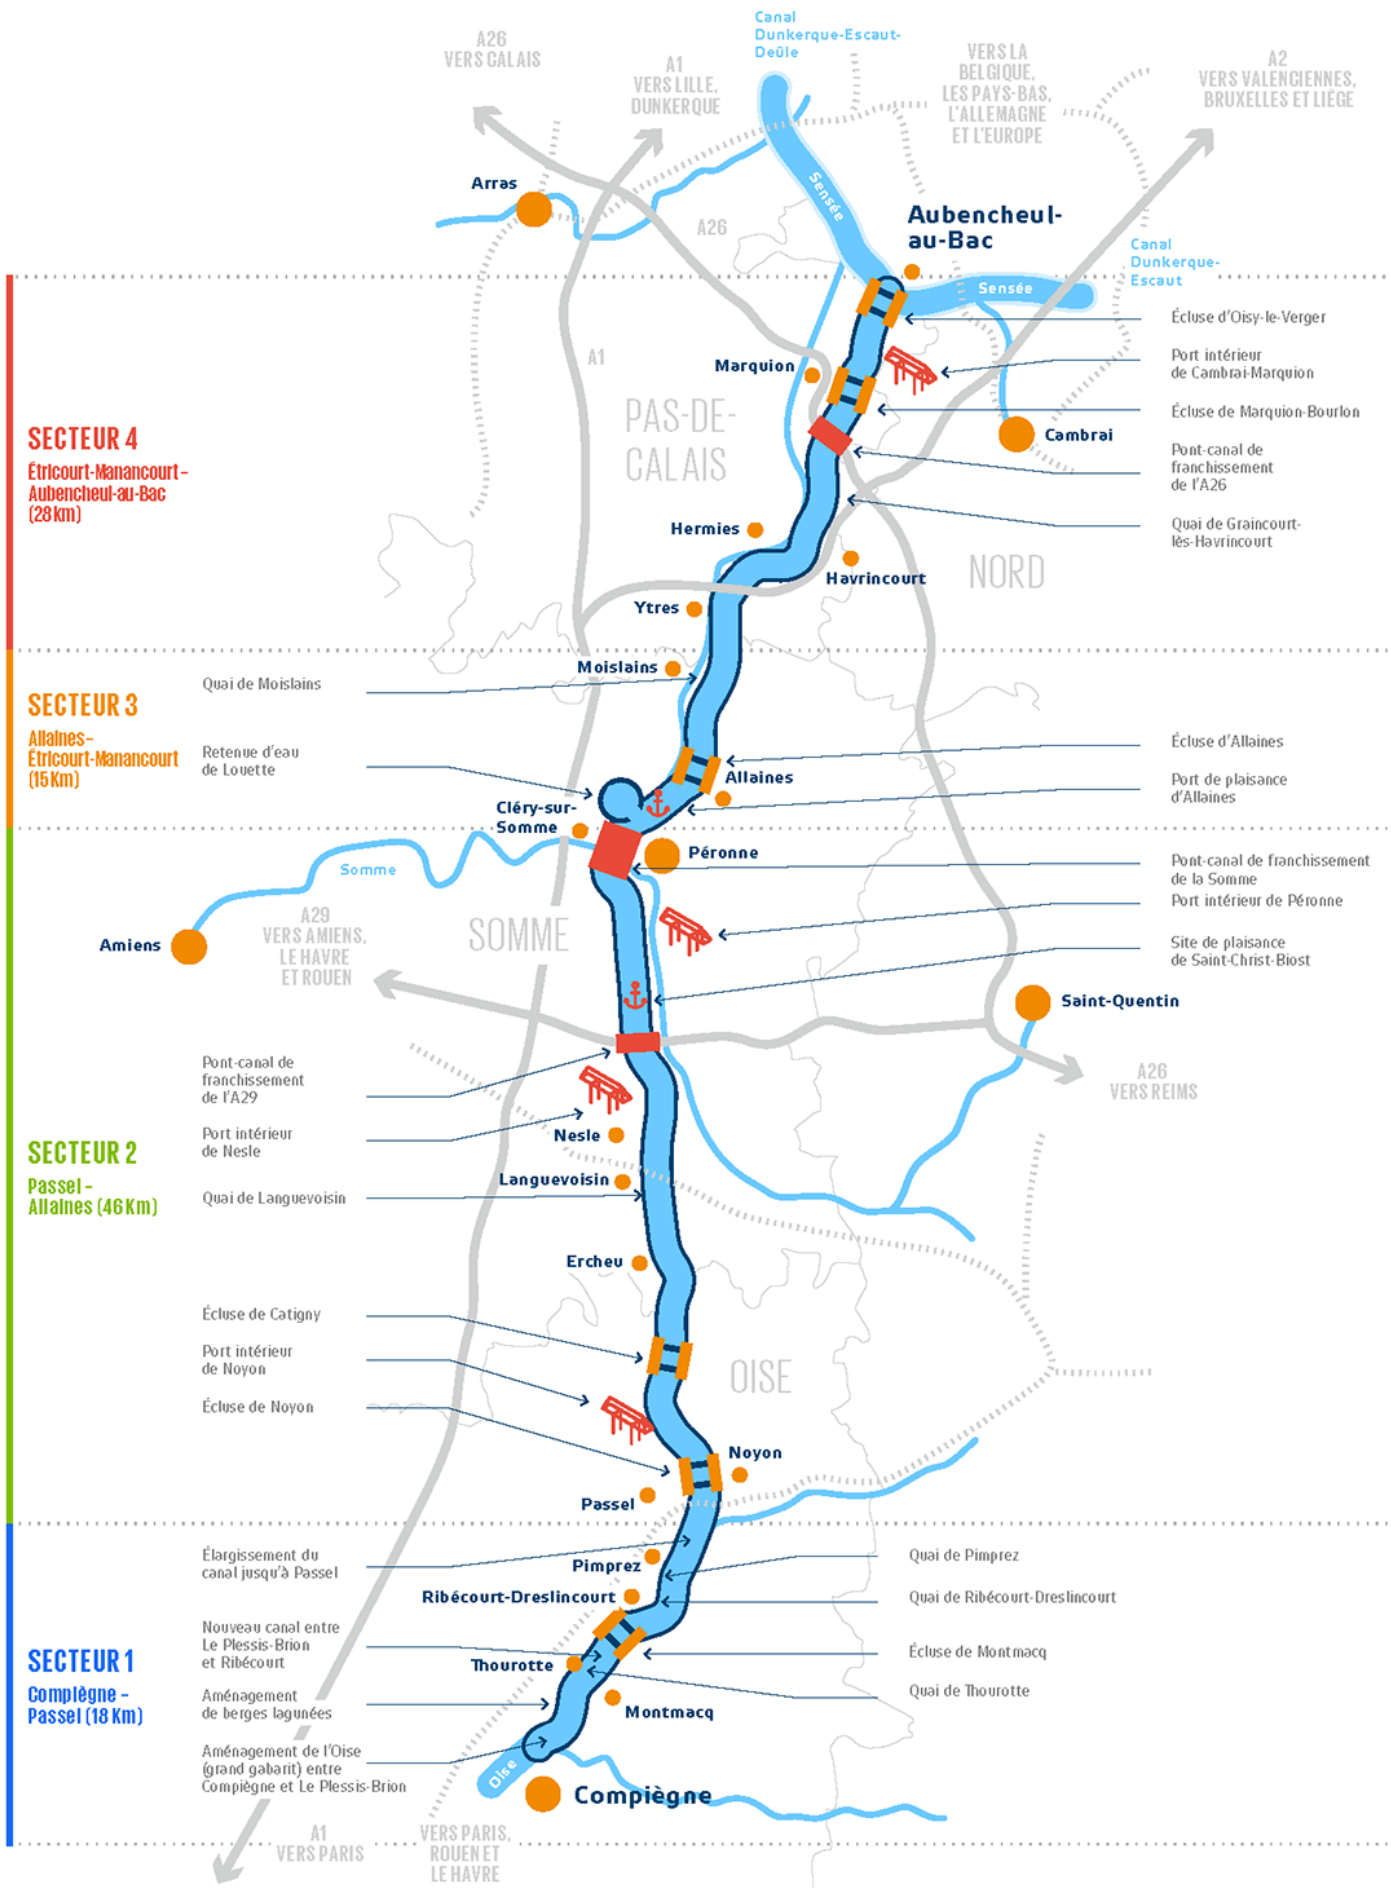 Canal
Dunkerque-Escaut-
Deûle
A26
VERS CALAIS
A1
VERS LILLE,
DUNKERQUE
VERS LA
BELGIQUE,
LES PAYS-BAS,
L'ALLEMAGNE
ET L'EUROPE
A2
VERS VALENCIENNES,
BRUXELLES ET LIÈGE
Arras
Sensée
A26
Aubencheul-
au-Bac
Canal
Dunkerque-
Escaut
Sensée
Écluse d'Oisy-le-Verger
A1
Marquion
Port intérieur
de Cambrai-Marquion
PAS-DE-
CALAIS
Écluse de Marquion-Bourlon
Cambrai
SECTEUR 4
Étricourt-Manancourt –
Aubencheul-au-Bac
(28 Km)
Pont-canal de
franchissement
de l'A26
Hermies
Quai de Graincourt-
lès-Havrincourt
Havrincourt
NORD
Ytres
Moislains
Quai de Moislains
SECTEUR 3
Allaines –
Étricourt-Manancourt
(15 Km)
Retenue d'eau
de Louette
Écluse d'Allaines
Allaines
Port de plaisance
d'Allaines
Cléry-sur-
Somme
Péronne
Somme
Pont-canal de franchissement
de la Somme
Port intérieur de Péronne
A29
VERS AMIENS,
LE HAVRE
ET ROUEN
SOMME
Amiens
Site de plaisance
de Saint-Christ-Biost
Saint-Quentin
Pont-canal de
franchissement
de l'A29
A26
VERS REIMS
Port intérieur
de Nesle
Nesle
SECTEUR 2
Passel –
Allaines (46 Km)
Languevoisin
Quai de Languevoisin
Ercheu
Écluse de Catigny
Port intérieur
de Noyon
OISE
Écluse de Noyon
Noyon
Passel
Élargissement du
canal jusqu'à Passel
Pimprez
Quai de Pimprez
Ribécourt-Dreslincourt
Quai de Ribécourt-Dreslincourt
Nouveau canal entre
Le Plessis-Brion
et Ribécourt
SECTEUR 1
Compiègne –
Passel (18 Km)
Écluse de Montmacq
Thourotte
Quai de Thourotte
Aménagement
de berges lagunées
Montmacq
Aménagement de l'Oise
(grand gabarit) entre
Compiègne et Le Plessis-Brion
Oise
Compiègne
A1
VERS PARIS
VERS PARIS,
ROUEN ET
LE HAVRE